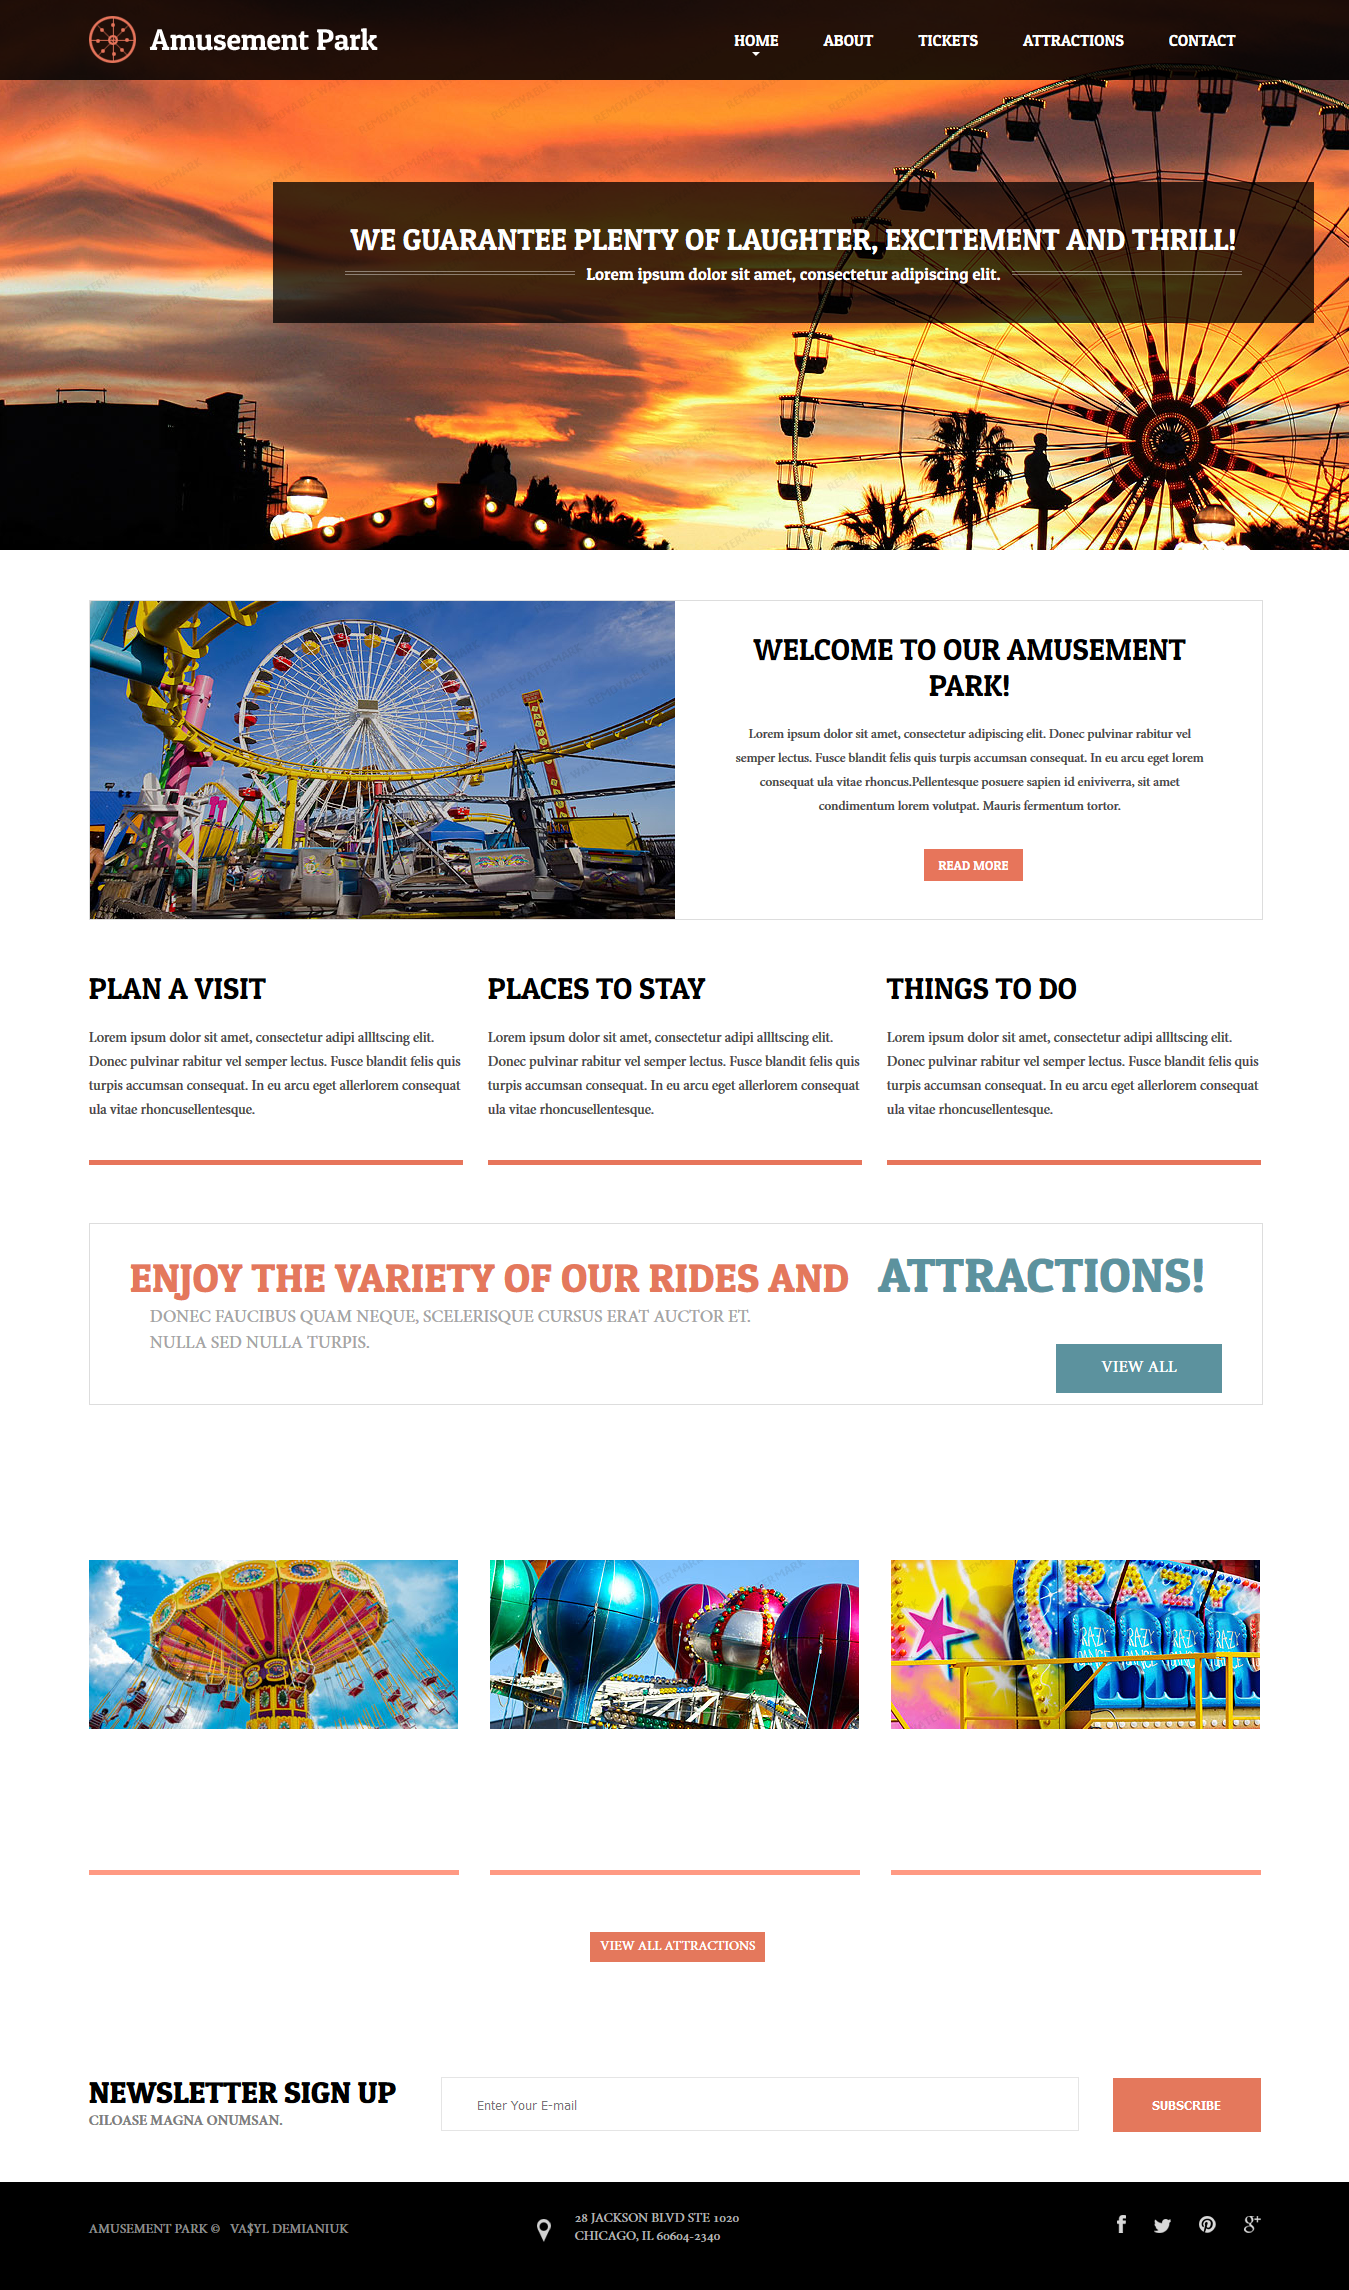 Amusement Park
HOME ABOUT TICKETS ATTRACTIONS CONTACT
WE GUARANTEE PLENTY OF LAUGHTER, EXCITEMENT AND THRILL!
Lorem ipsum dolor sit amet, consectetur adipiscing elit.
WELCOME TO OUR AMUSEMENT
PARK!
Lorem ipsum dolor sit amet, consectetur adipiscing elit. Donec pulvinar rabitur vel
semper lectus. Fusce blandit felis quis turpis accumsan consequat. In eu arcu eget lorem
consequat ula vitae rhoncus.Pellentesque posuere sapien id eniviverra, sit amet
condimentum lorem volutpat. Mauris fermentum tortor.
READ MORE
PLAN A VISIT
Lorem ipsum dolor sit amet, consectetur adipi allltscing elit.
Donec pulvinar rabitur vel semper lectus. Fusce blandit felis quis
turpis accumsan consequat. In eu arcu eget allerlorem consequat
ula vitae rhoncusellentesque.
PLACES TO STAY
Lorem ipsum dolor sit amet, consectetur adipi allltscing elit.
Donec pulvinar rabitur vel semper lectus. Fusce blandit felis quis
turpis accumsan consequat. In eu arcu eget allerlorem consequat
ula vitae rhoncusellentesque.
THINGS TO DO
Lorem ipsum dolor sit amet, consectetur adipi allltscing elit.
Donec pulvinar rabitur vel semper lectus. Fusce blandit felis quis
turpis accumsan consequat. In eu arcu eget allerlorem consequat
ula vitae rhoncusellentesque.
ENJOY THE VARIETY OF OUR RIDES AND ATTRACTIONS!
DONEC FAUCIBUS QUAM NEQUE, SCELERISQUE CURSUS ERAT AUCTOR ET.
NULLA SED NULLA TURPIS.
VIEW ALL
CRAZY
CRAZY DANCE CRAZY DANCE CRAZY DANCE CRAZY
VIEW ALL ATTRACTIONS
NEWSLETTER SIGN UP
CILOASE MAGNA ONUMSAN.
Enter Your E-mail
SUBSCRIBE
AMUSEMENT PARK © VA$YL DEMIANIUK
28 JACKSON BLVD STE 1020
CHICAGO, IL 60604-2340